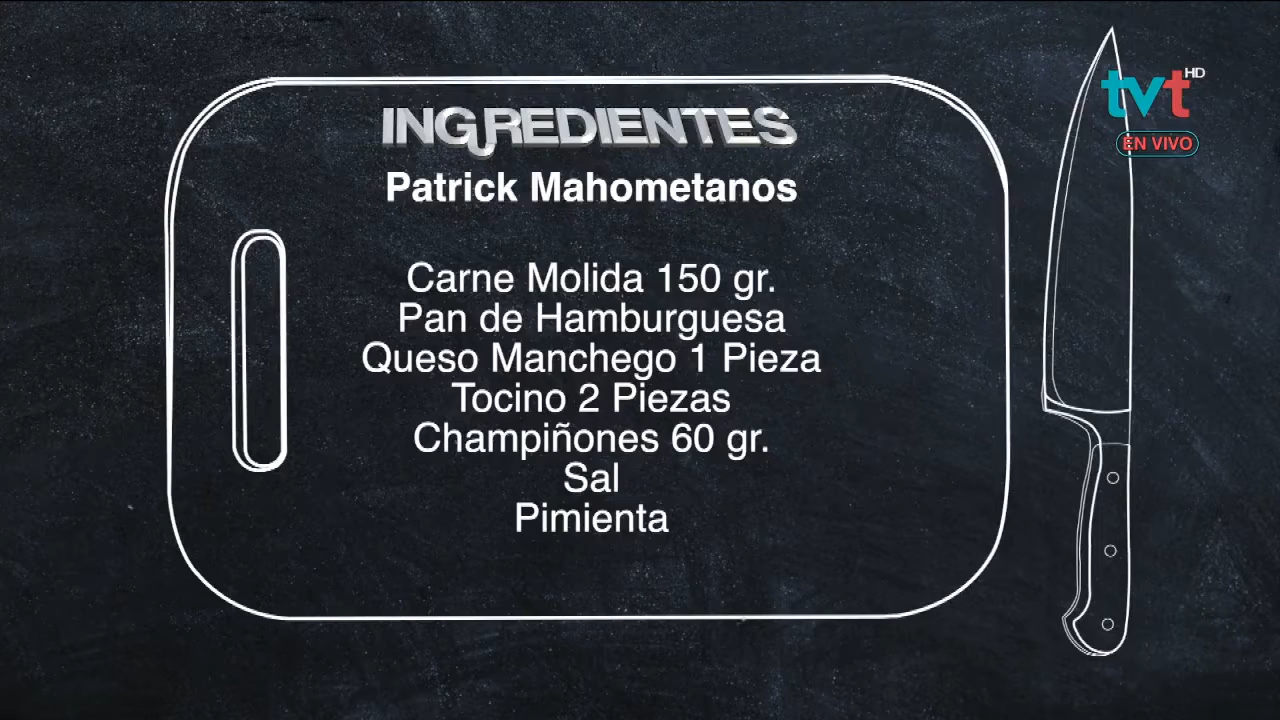 INGREDIENTES
Patrick Mahometanos
Carne Molida 150 gr.
Pan de Hamburguesa
Queso Manchego 1 Pieza
Tocino 2 Piezas
Champiñones 60 gr.
Sal
Pimienta
tvt HD
EN VIVO